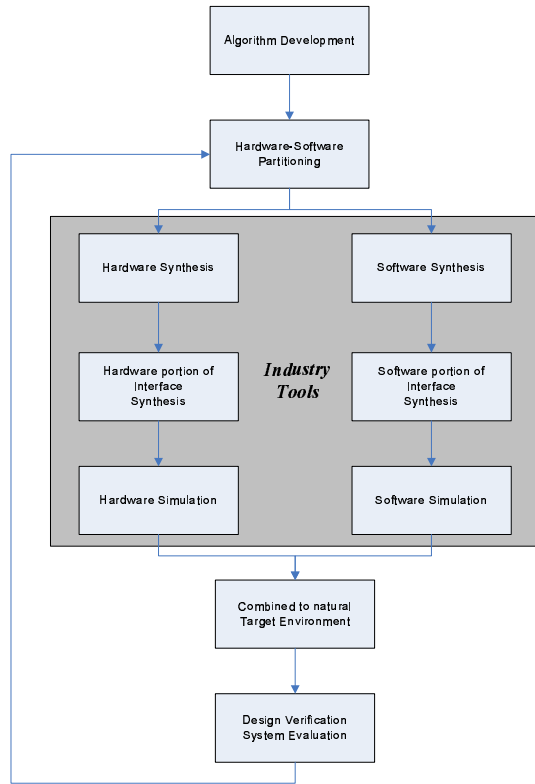 Algorithm Development
Hardware-Software
Partitioning
Hardware Synthesis
Software Synthesis
Hardware portion of
Interface
Synthesis
Industry
Tools
Software portion of
Interface
Synthesis
Hardware Simulation
Software Simulation
Combined to natural
Target Environment
Design Verification
System Evaluation